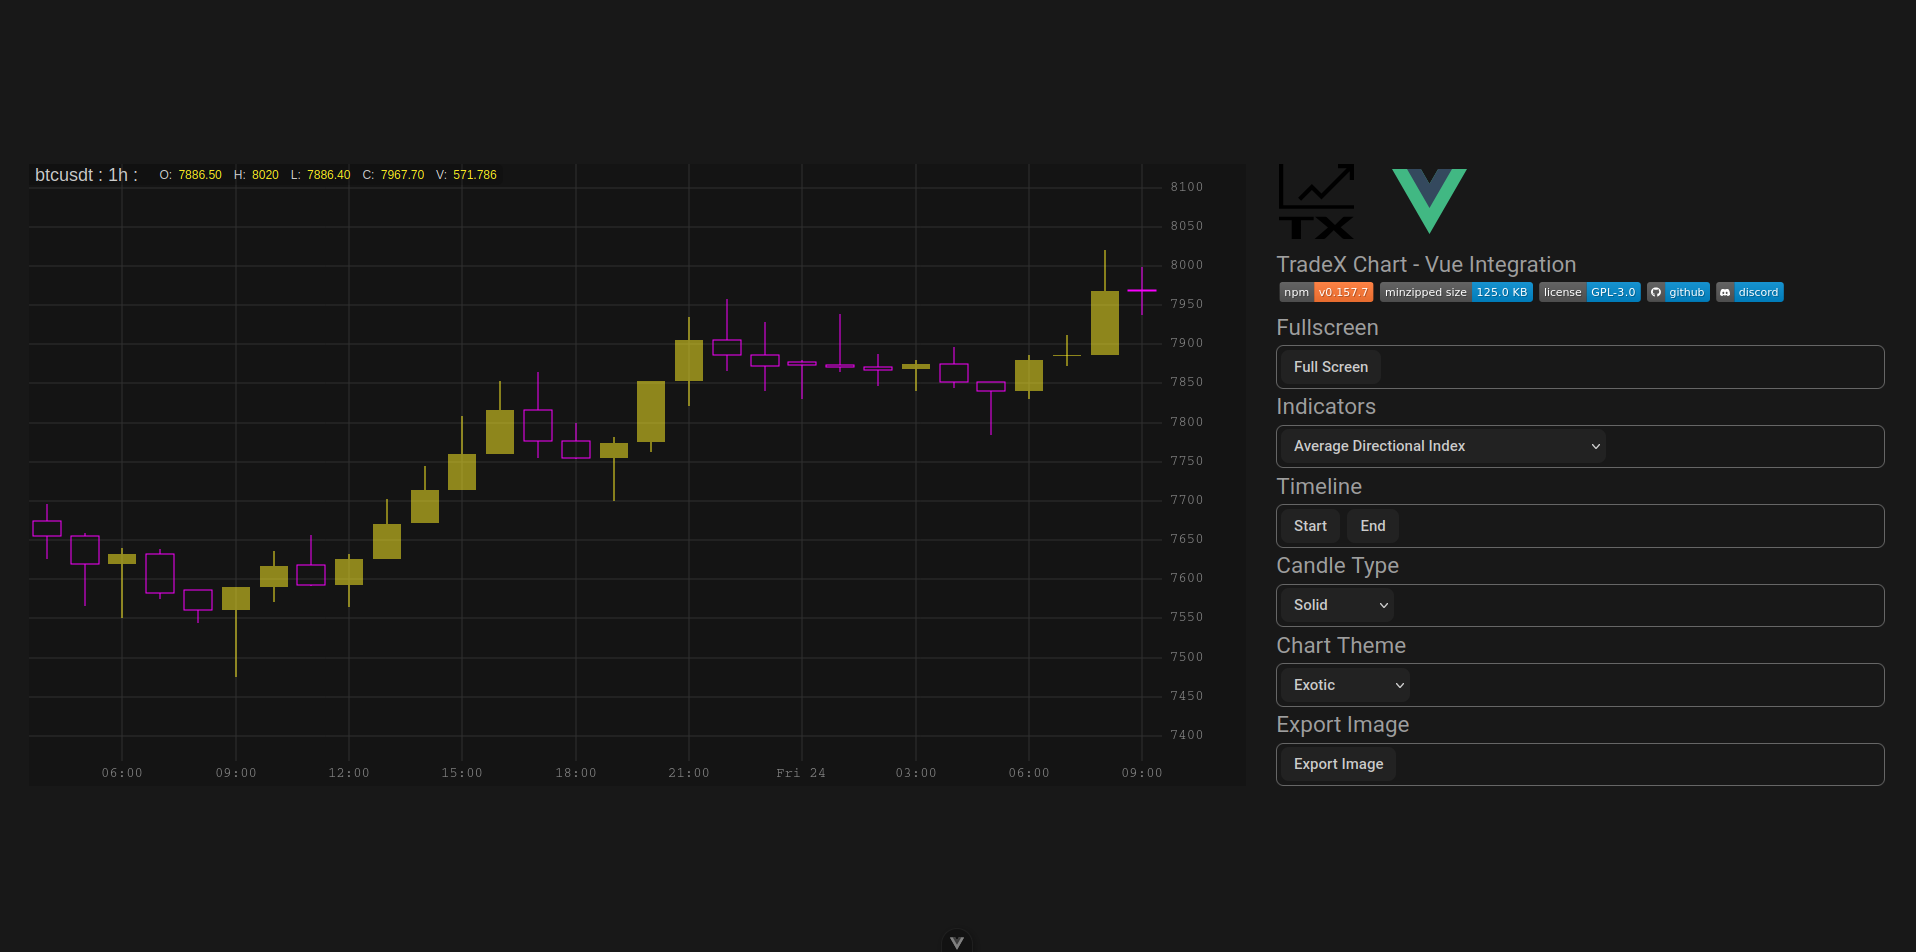 btcusdt : 1h : O: 7886.50 H: 8020 L: 7886.40 C: 7967.70 V: 571.786
8100
8050
8000
7950
7900
7850
7800
7750
7700
7650
7600
7550
7500
7450
7400
06:00 09:00 12:00 15:00 18:00 21:00 Fri 24 03:00 06:00 09:00
TX
TradeX Chart - Vue Integration
npm v0.157.7 minzipped size 125.0 KB license GPL-3.0 github discord
Fullscreen
Full Screen
Indicators
Average Directional Index
Timeline
Start End
Candle Type
Solid
Chart Theme
Exotic
Export Image
Export Image